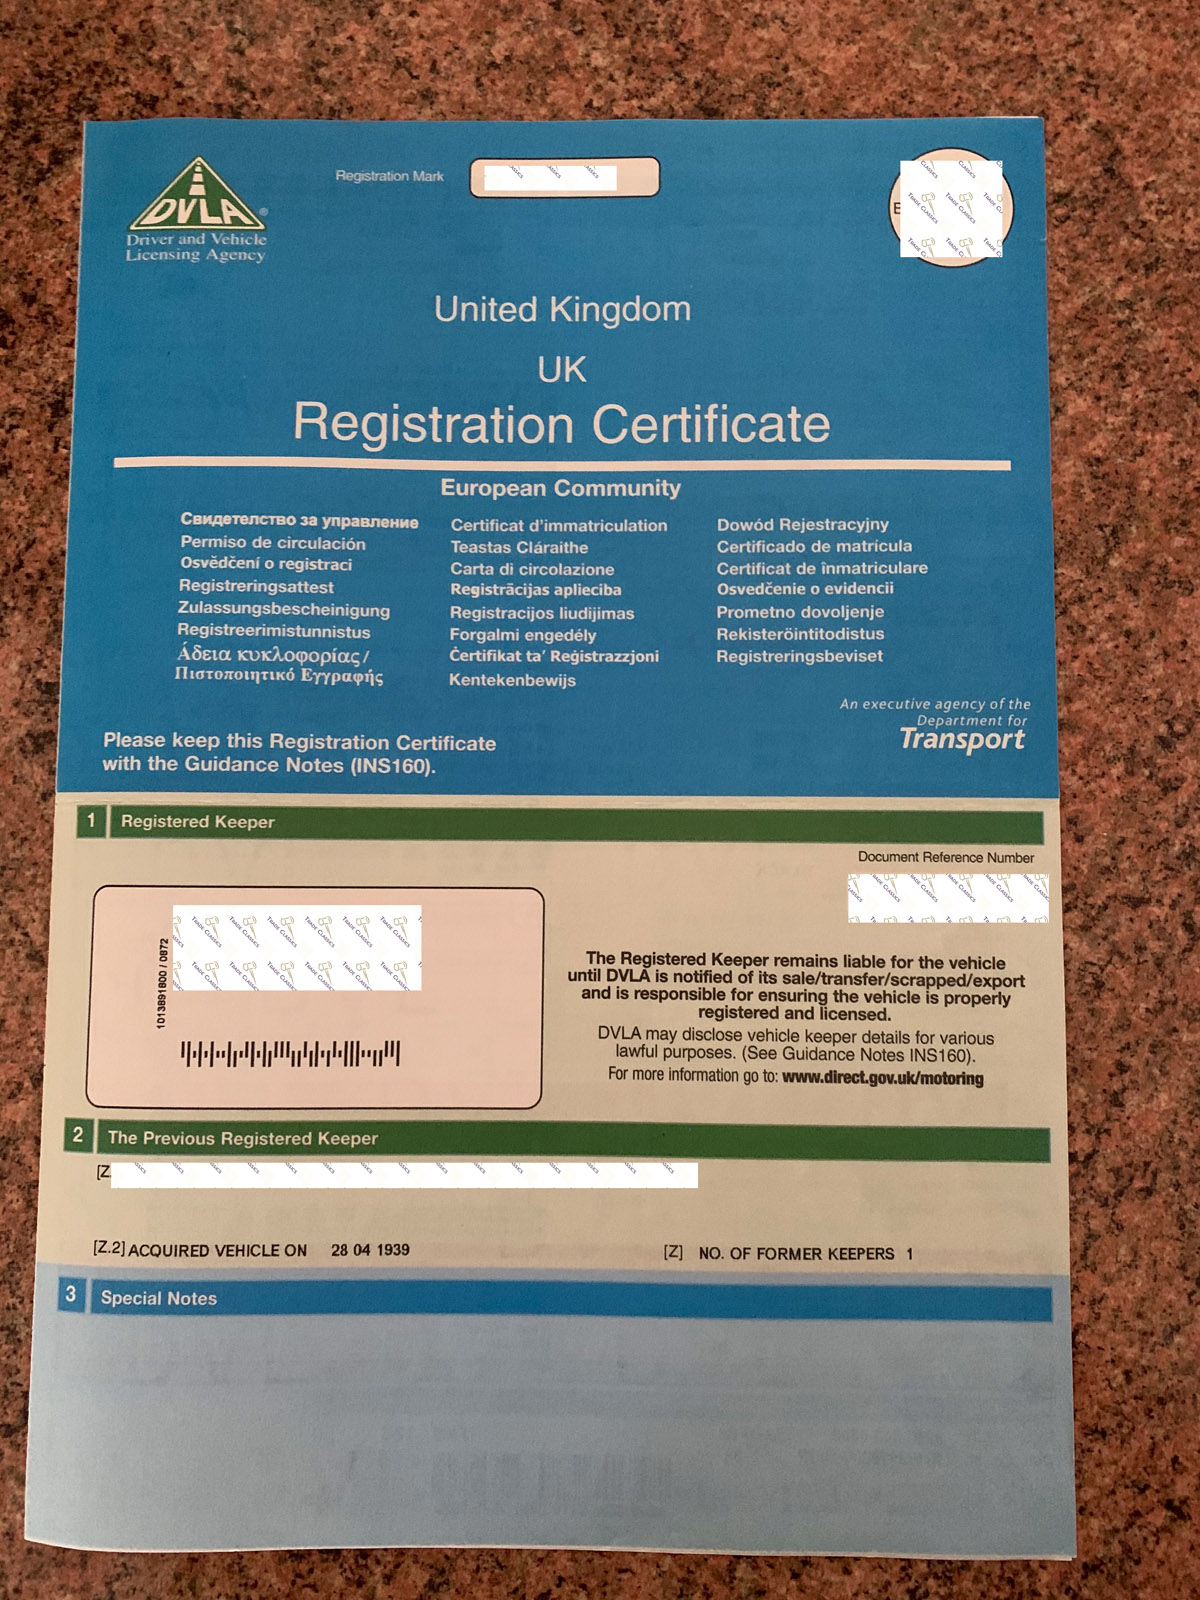 DVLA®
Driver and Vehicle
Licensing Agency
Registration Mark
United Kingdom
UK
Registration Certificate
European Community
Свидетелство за управление
Permiso de circulación
Osvědčení o registraci
Registreringsattest
Zulassungsbescheinigung
Registreerimistunnistus
Άδεια κυκλοφορίας /
Πιστοποιητικό Εγγραφής
Certificat d'immatriculation
Teastas Cláraithe
Carta di circolazione
Registrācijas apliecība
Registracijos liudijimas
Forgalmi engedély
Ċertifikat ta' Reġistrazzjoni
Kentekenbewijs
Dowód Rejestracyjny
Certificado de matrícula
Certificat de înmatriculare
Osvedčenie o evidencii
Prometno dovoljenje
Rekisteröintitodistus
Registreringsbeviset
An executive agency of the
Department for
Transport
Please keep this Registration Certificate
with the Guidance Notes (INS160).
1 Registered Keeper
Document Reference Number
TRADE CLASSICS
1013891800 / 0872
The Registered Keeper remains liable for the vehicle
until DVLA is notified of its sale/transfer/scrapped/export
and is responsible for ensuring the vehicle is properly
registered and licensed.
DVLA may disclose vehicle keeper details for various
lawful purposes. (See Guidance Notes INS160).
For more information go to: www.direct.gov.uk/motoring
2 The Previous Registered Keeper
[Z.2] ACQUIRED VEHICLE ON 28 04 1939
[Z] NO. OF FORMER KEEPERS 1
3 Special Notes